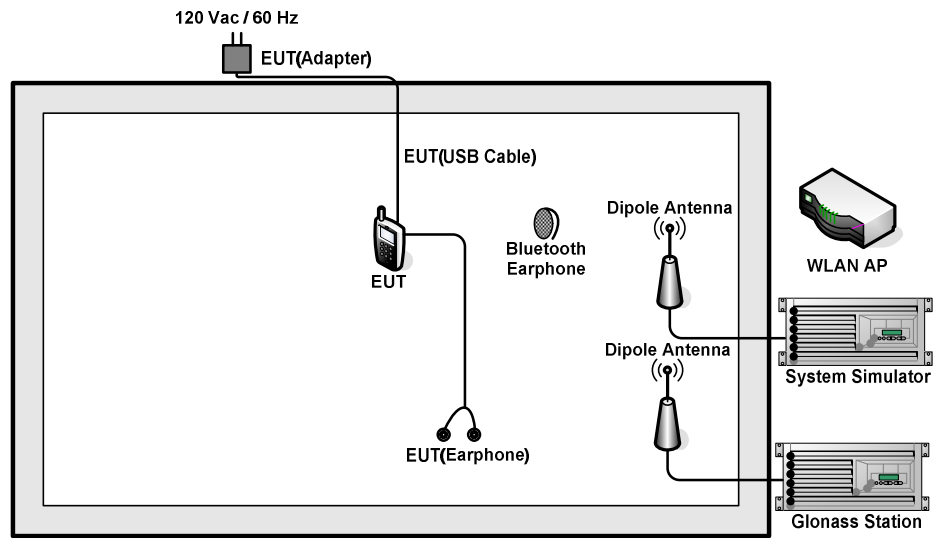 120 Vac / 60 Hz
EUT(Adapter)
EUT(USB Cable)
Dipole Antenna
Bluetooth
Earphone
WLAN AP
EUT
Dipole Antenna
System Simulator
EUT(Earphone)
Glonass Station